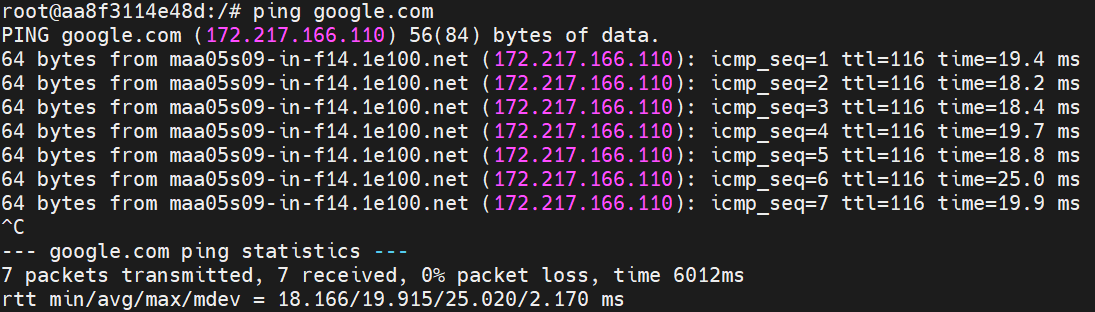 root@aa8f3114e48d:/# ping google.com
PING google.com (172.217.166.110) 56(84) bytes of data.
64 bytes from maa05s09-in-f14.1e100.net (172.217.166.110): icmp_seq=1 ttl=116 time=19.4 ms
64 bytes from maa05s09-in-f14.1e100.net (172.217.166.110): icmp_seq=2 ttl=116 time=18.2 ms
64 bytes from maa05s09-in-f14.1e100.net (172.217.166.110): icmp_seq=3 ttl=116 time=18.4 ms
64 bytes from maa05s09-in-f14.1e100.net (172.217.166.110): icmp_seq=4 ttl=116 time=19.7 ms
64 bytes from maa05s09-in-f14.1e100.net (172.217.166.110): icmp_seq=5 ttl=116 time=18.8 ms
64 bytes from maa05s09-in-f14.1e100.net (172.217.166.110): icmp_seq=6 ttl=116 time=25.0 ms
64 bytes from maa05s09-in-f14.1e100.net (172.217.166.110): icmp_seq=7 ttl=116 time=19.9 ms
^C
--- google.com ping statistics ---
7 packets transmitted, 7 received, 0% packet loss, time 6012ms
rtt min/avg/max/mdev = 18.166/19.915/25.020/2.170 ms